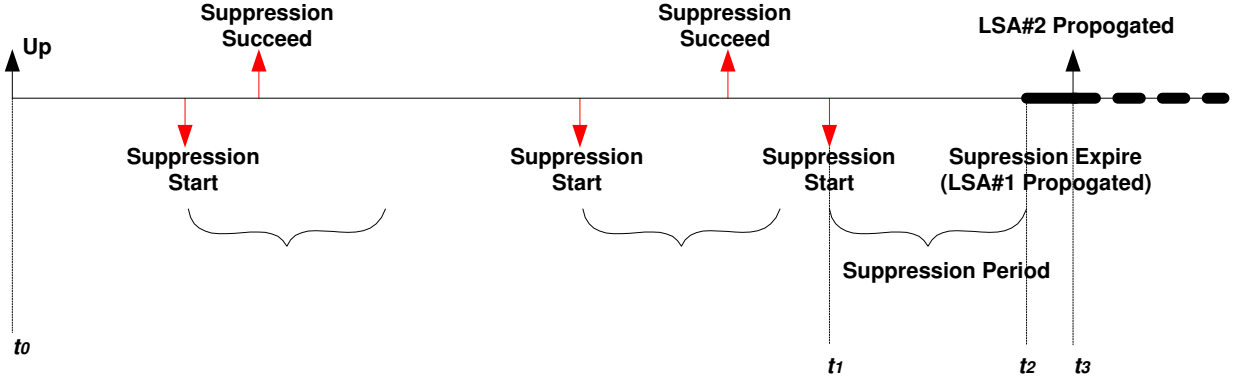 Suppression
Succeed
Suppression
Succeed
LSA#2 Propogated
Up
Suppression
Start
Suppression
Start
Suppression
Start
Supression Expire
(LSA#1 Propogated)
Suppression Period
t0
t1
t2
t3